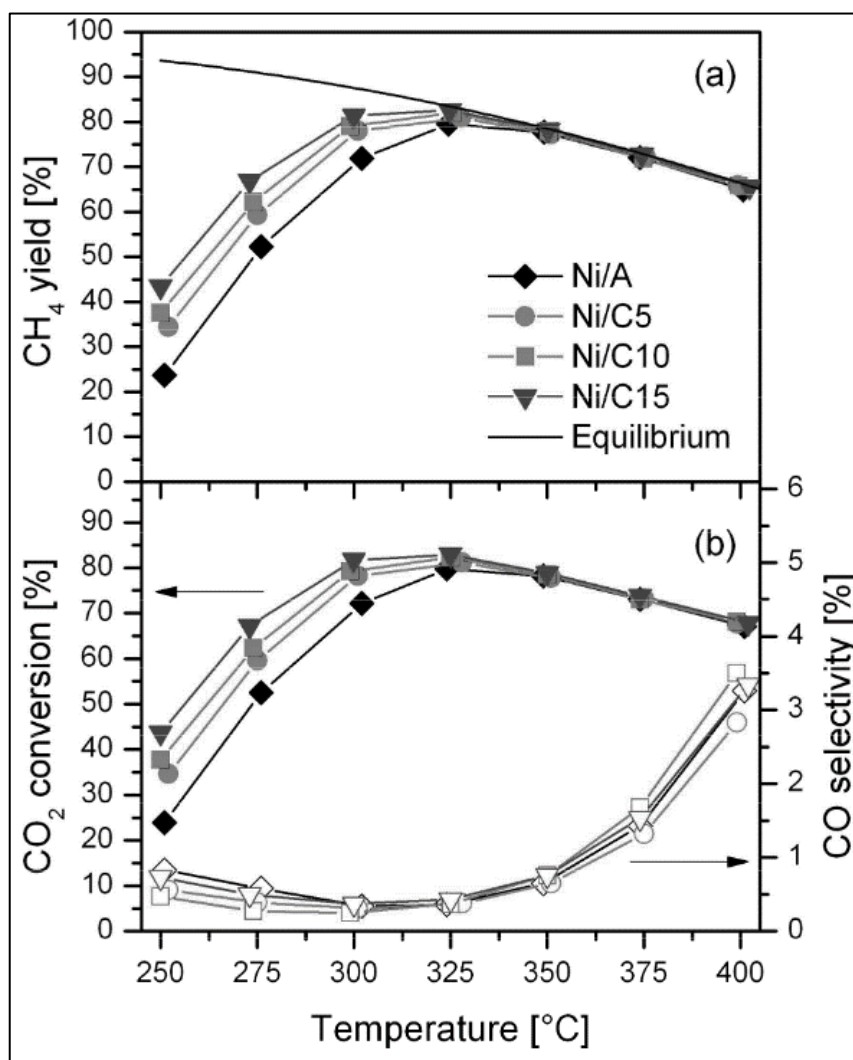 100
90
80
70
60
50
40
30
20
10
0
CH₄ yield [%]
(a)
Ni/A
Ni/C5
Ni/C10
Ni/C15
Equilibrium
90
80
70
60
50
40
30
20
10
0
CO₂ conversion [%]
(b)
6
5
4
3
2
1
0
CO selectivity [%]
250 275 300 325 350 375 400
Temperature [°C]